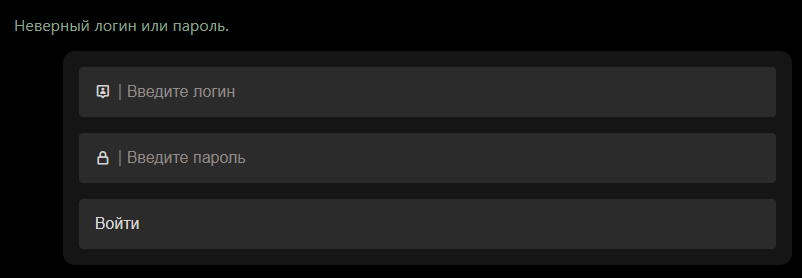 Неверный логин или пароль.
| Введите логин
| Введите пароль
Войти